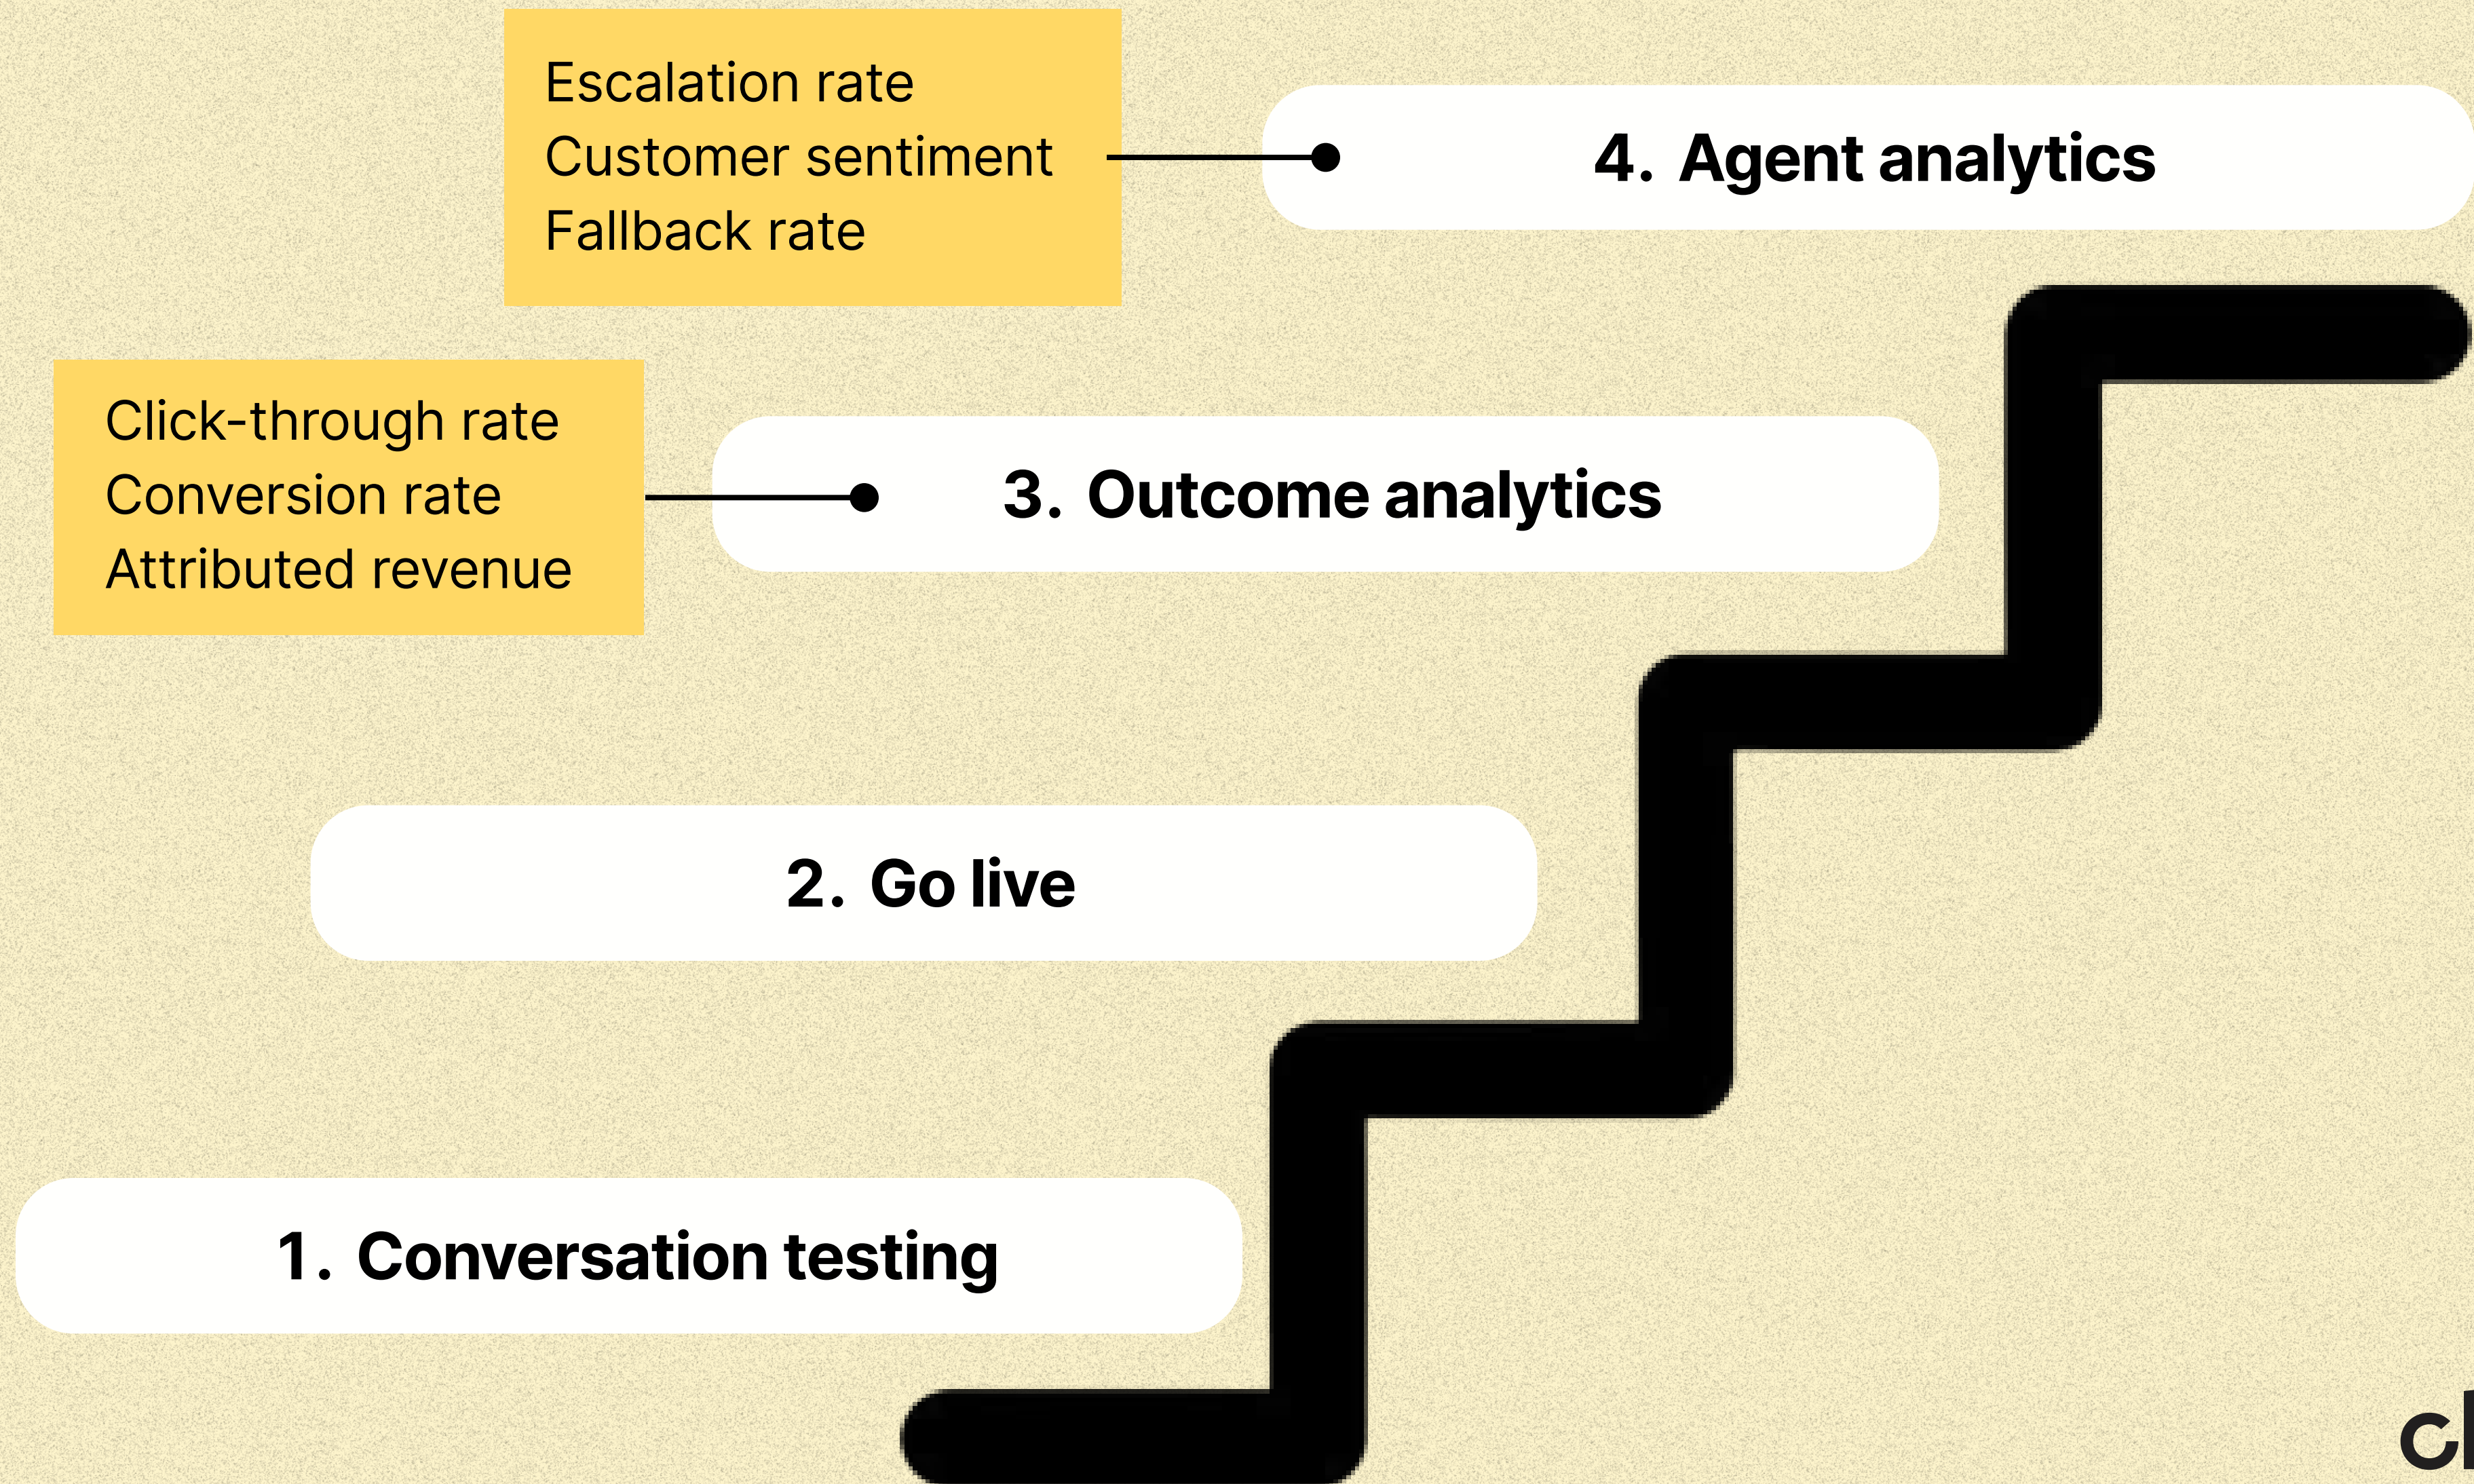 Escalation rate
Customer sentiment
Fallback rate
4. Agent analytics
Click-through rate
Conversion rate
Attributed revenue
3. Outcome analytics
2. Go live
1. Conversation testing